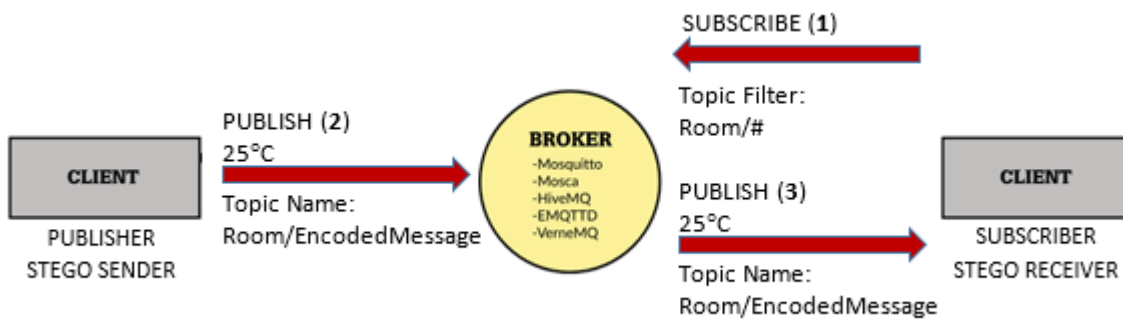 SUBSCRIBE (1)
Topic Filter:
Room/#
PUBLISH (2)
25°C
Topic Name:
Room/EncodedMessage
CLIENT
PUBLISHER
STEGO SENDER
BROKER
-Mosquitto
-Mosca
-HiveMQ
-EMQTTD
-VerneMQ
PUBLISH (3)
25°C
Topic Name:
Room/EncodedMessage
CLIENT
SUBSCRIBER
STEGO RECEIVER